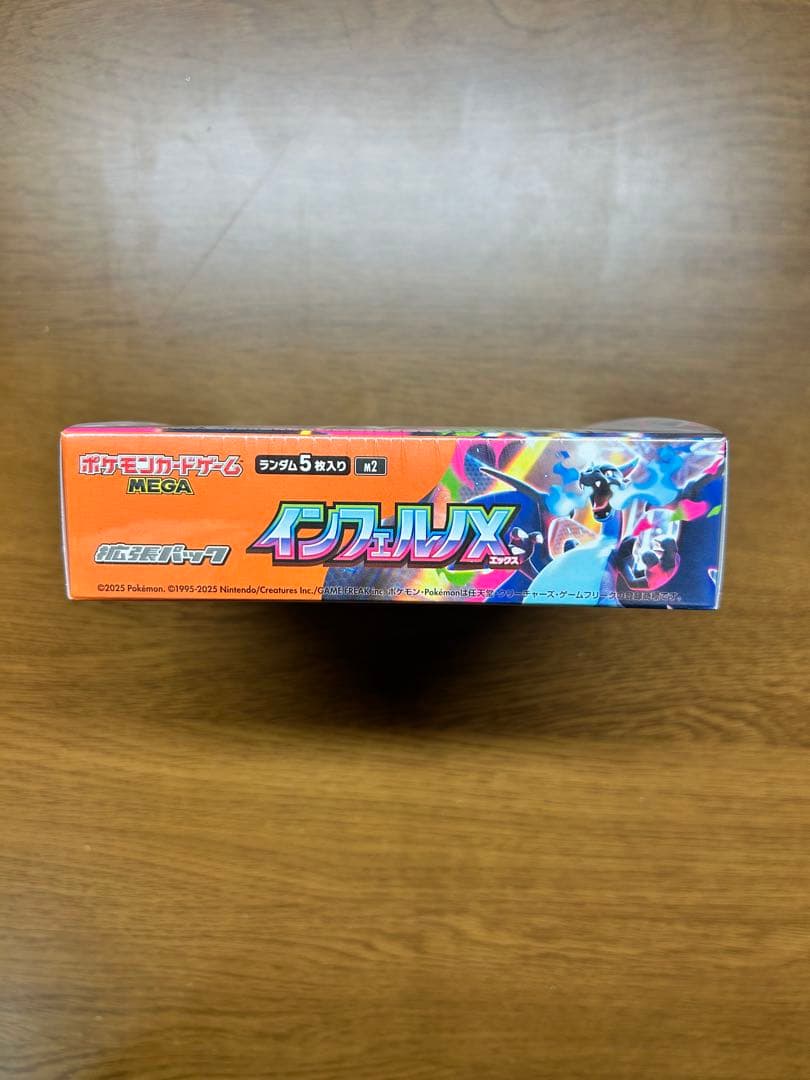 ポケモンカードゲーム
MEGA
ランダム5枚入り M2
拡張パック
インフェルノX
エックス
©2025 Pokémon. ©1995-2025 Nintendo/Creatures Inc./GAME FREAK inc. ポケモン・Pokémonは任天堂・クリーチャーズ・ゲームフリークの登録商標です。